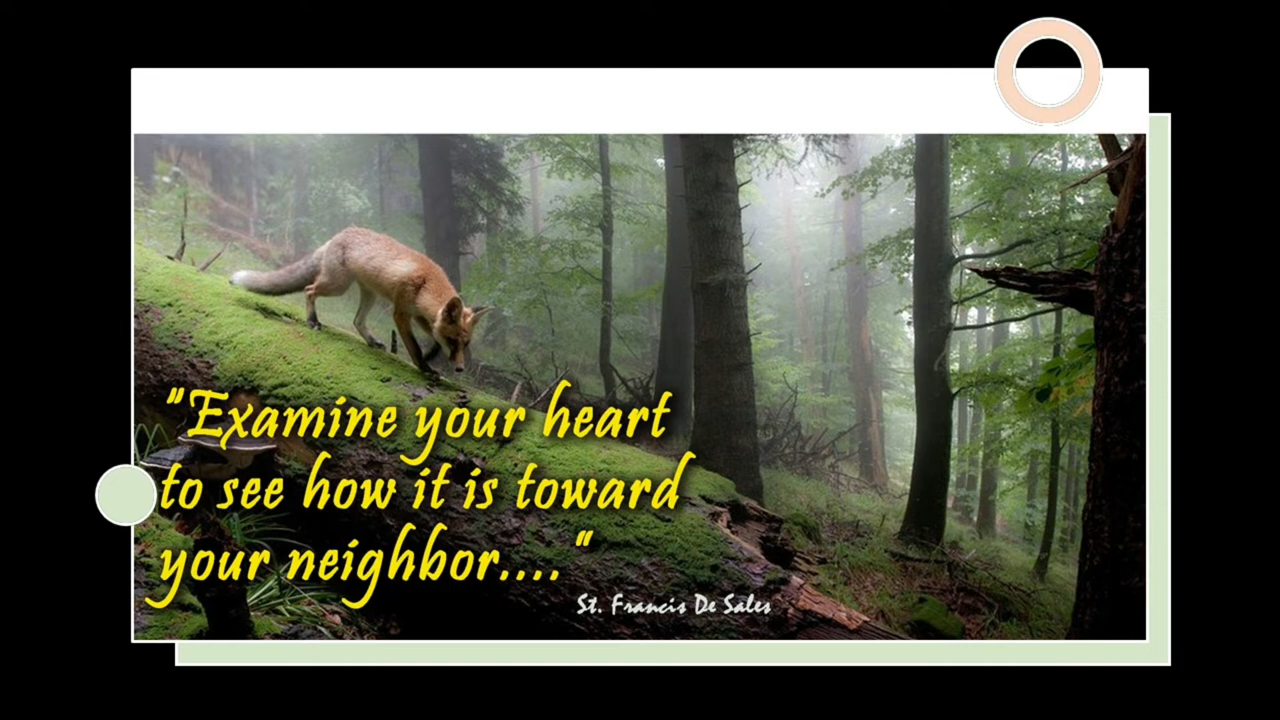 "Examine your heart
to see how it is toward
your neighbor...."
St. Francis De Sales